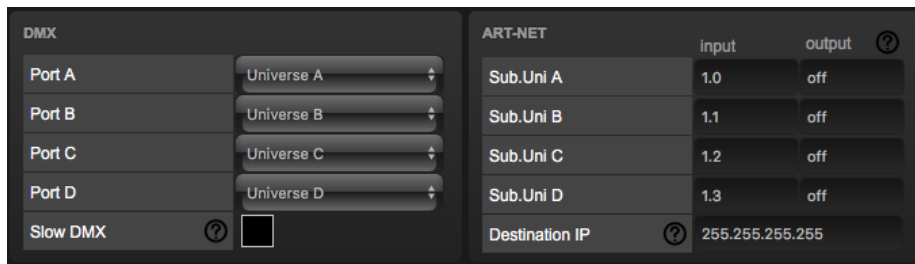 DMX
Port A Universe A
Port B Universe B
Port C Universe C
Port D Universe D
Slow DMX ?
ART-NET input output ?
Sub.Uni A 1.0 off
Sub.Uni B 1.1 off
Sub.Uni C 1.2 off
Sub.Uni D 1.3 off
Destination IP ? 255.255.255.255